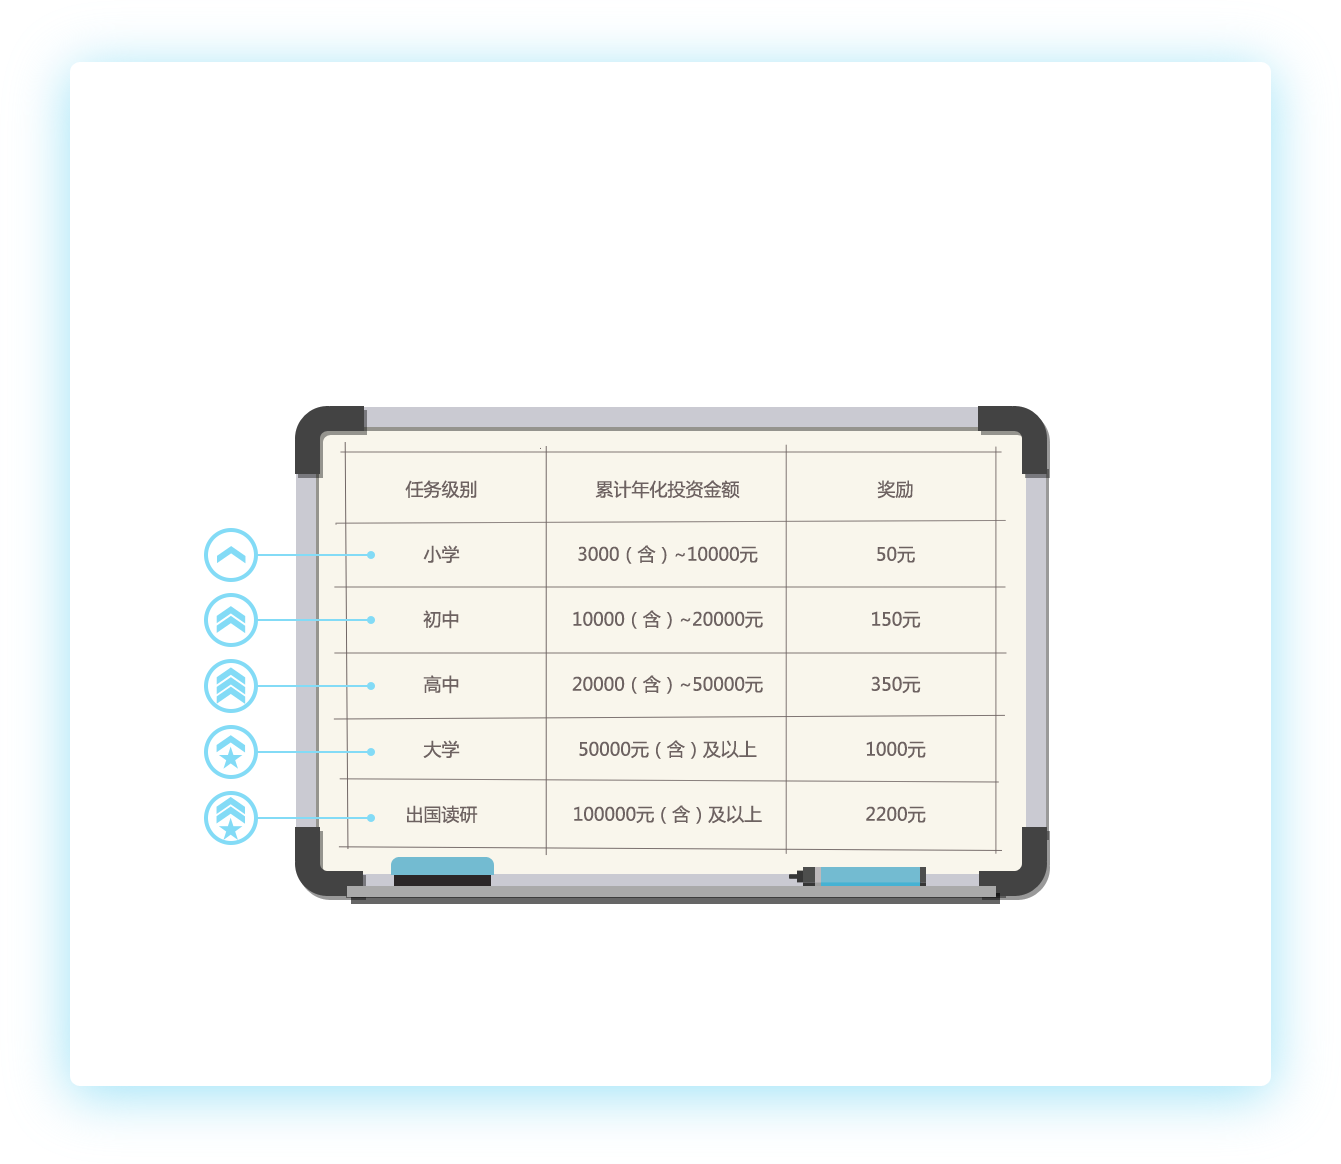 任务级别 累计年化投资金额 奖励
小学 3000（含）~10000元 50元
初中 10000（含）~20000元 150元
高中 20000（含）~50000元 350元
大学 50000元（含）及以上 1000元
出国读研 100000元（含）及以上 2200元